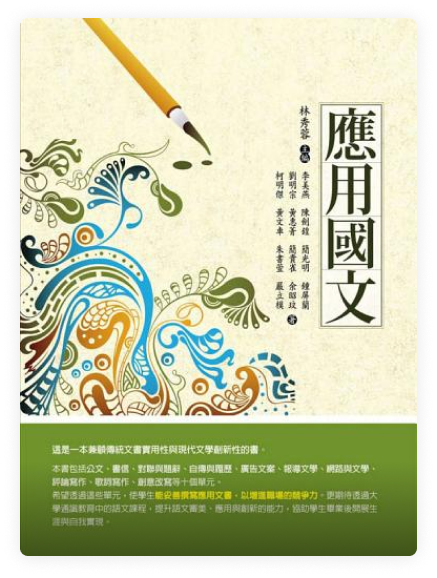 應用國文
林秀蓉 主編
李美燕 陳劍鍠 簡光明 鍾屏蘭
劉明宗 黃惠菁 簡貴雀 余昭玟 著
柯明傑 黃文車 朱書萱 嚴立模
這是一本兼顧傳統文書實用性與現代文學創新性的書。
本書包括公文、書信、對聯與題辭、自傳與履歷、廣告文案、報導文學、網路與文學、
評論寫作、歌詞寫作、創意改寫等十個單元。
希望透過這些單元，使學生能妥善撰寫應用文書，以增進職場的競爭力，更期待透過大
學通識教育中的語文課程，提升語文審美、應用與創新的能力，協助學生畢業後開展生
涯與自我實現。